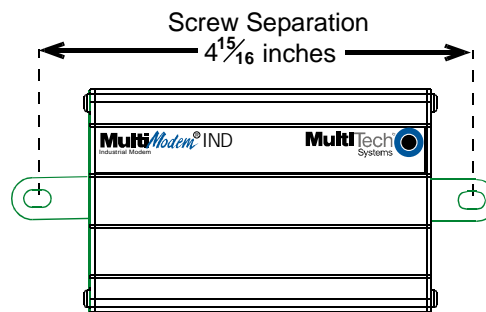 Screw Separation
4 15/16 inches
MultiModem® IND
Industrial Modem
MultiTech®
Systems